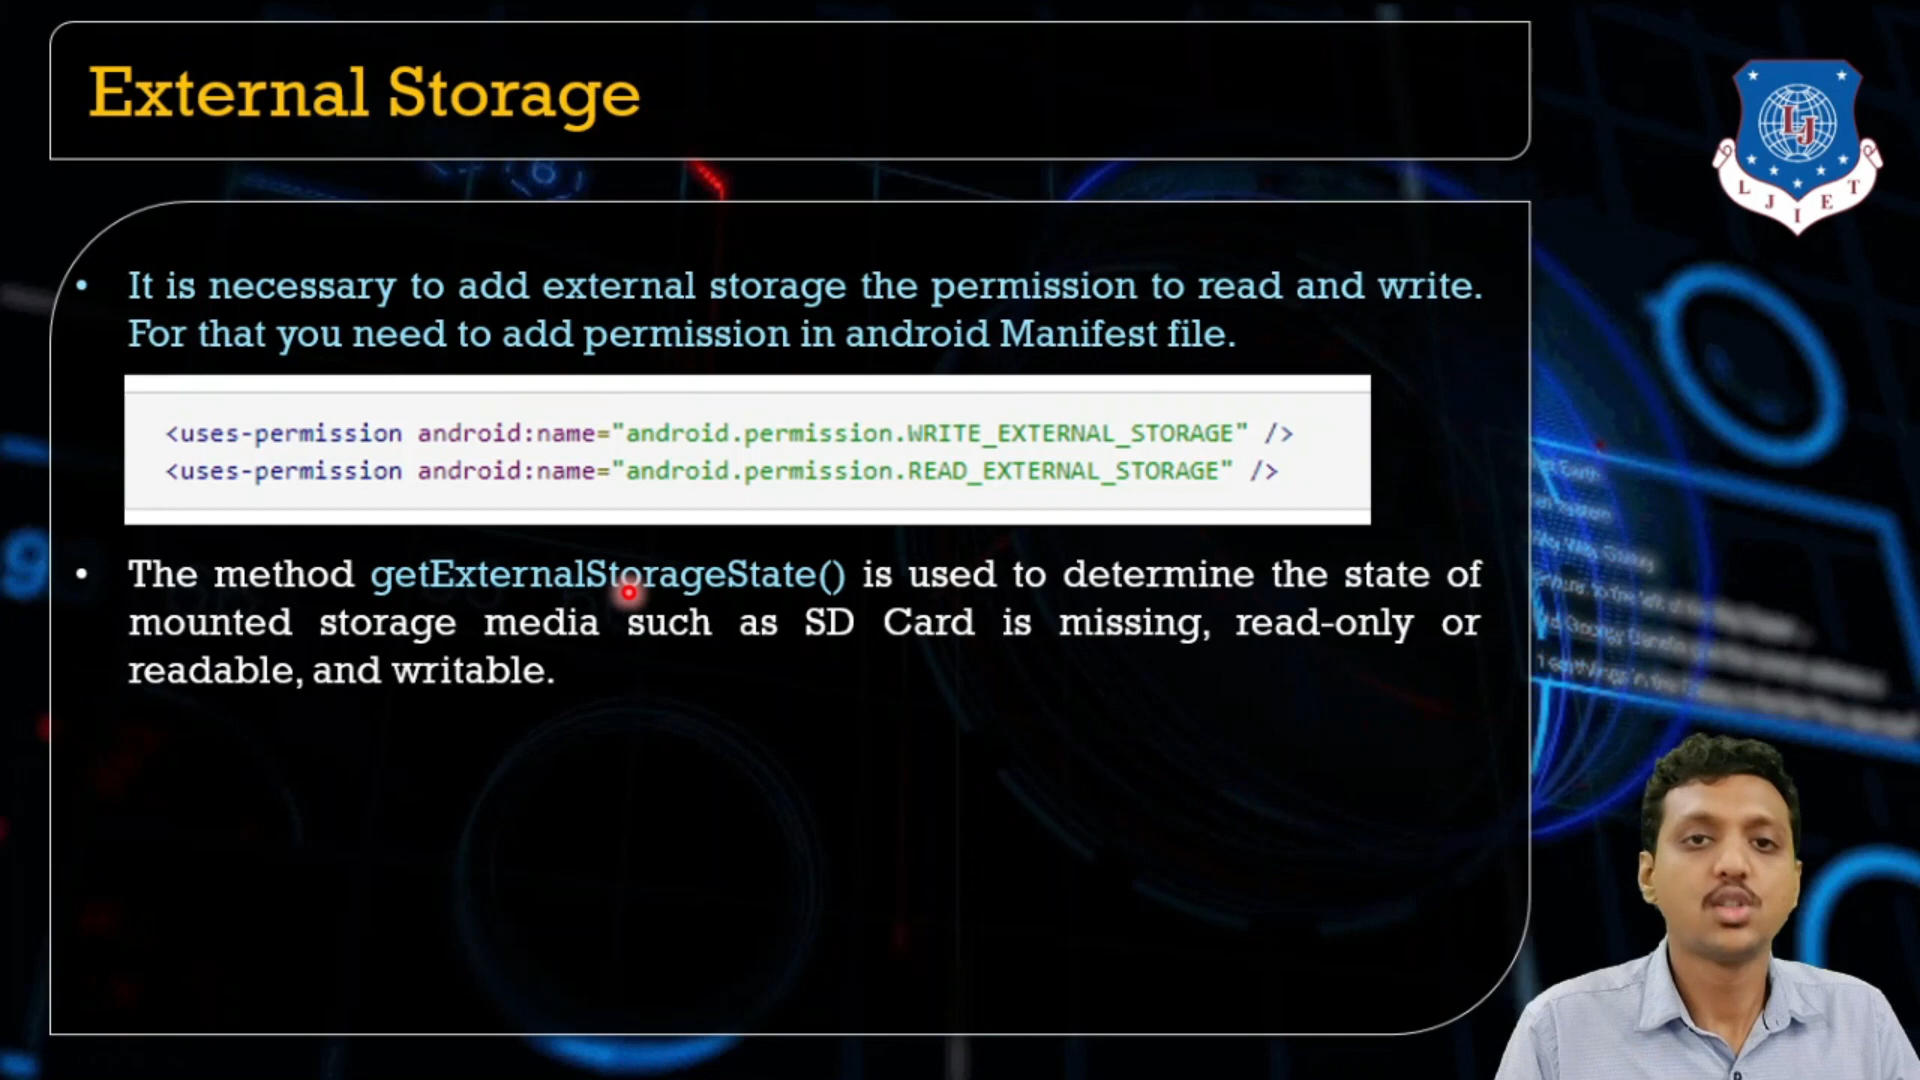 External Storage
LJ
L J I E T
• It is necessary to add external storage the permission to read and write.
For that you need to add permission in android Manifest file.
<uses-permission android:name="android.permission.WRITE_EXTERNAL_STORAGE" />
<uses-permission android:name="android.permission.READ_EXTERNAL_STORAGE" />
• The method getExternalStorageState() is used to determine the state of
mounted storage media such as SD Card is missing, read-only or
readable, and writable.